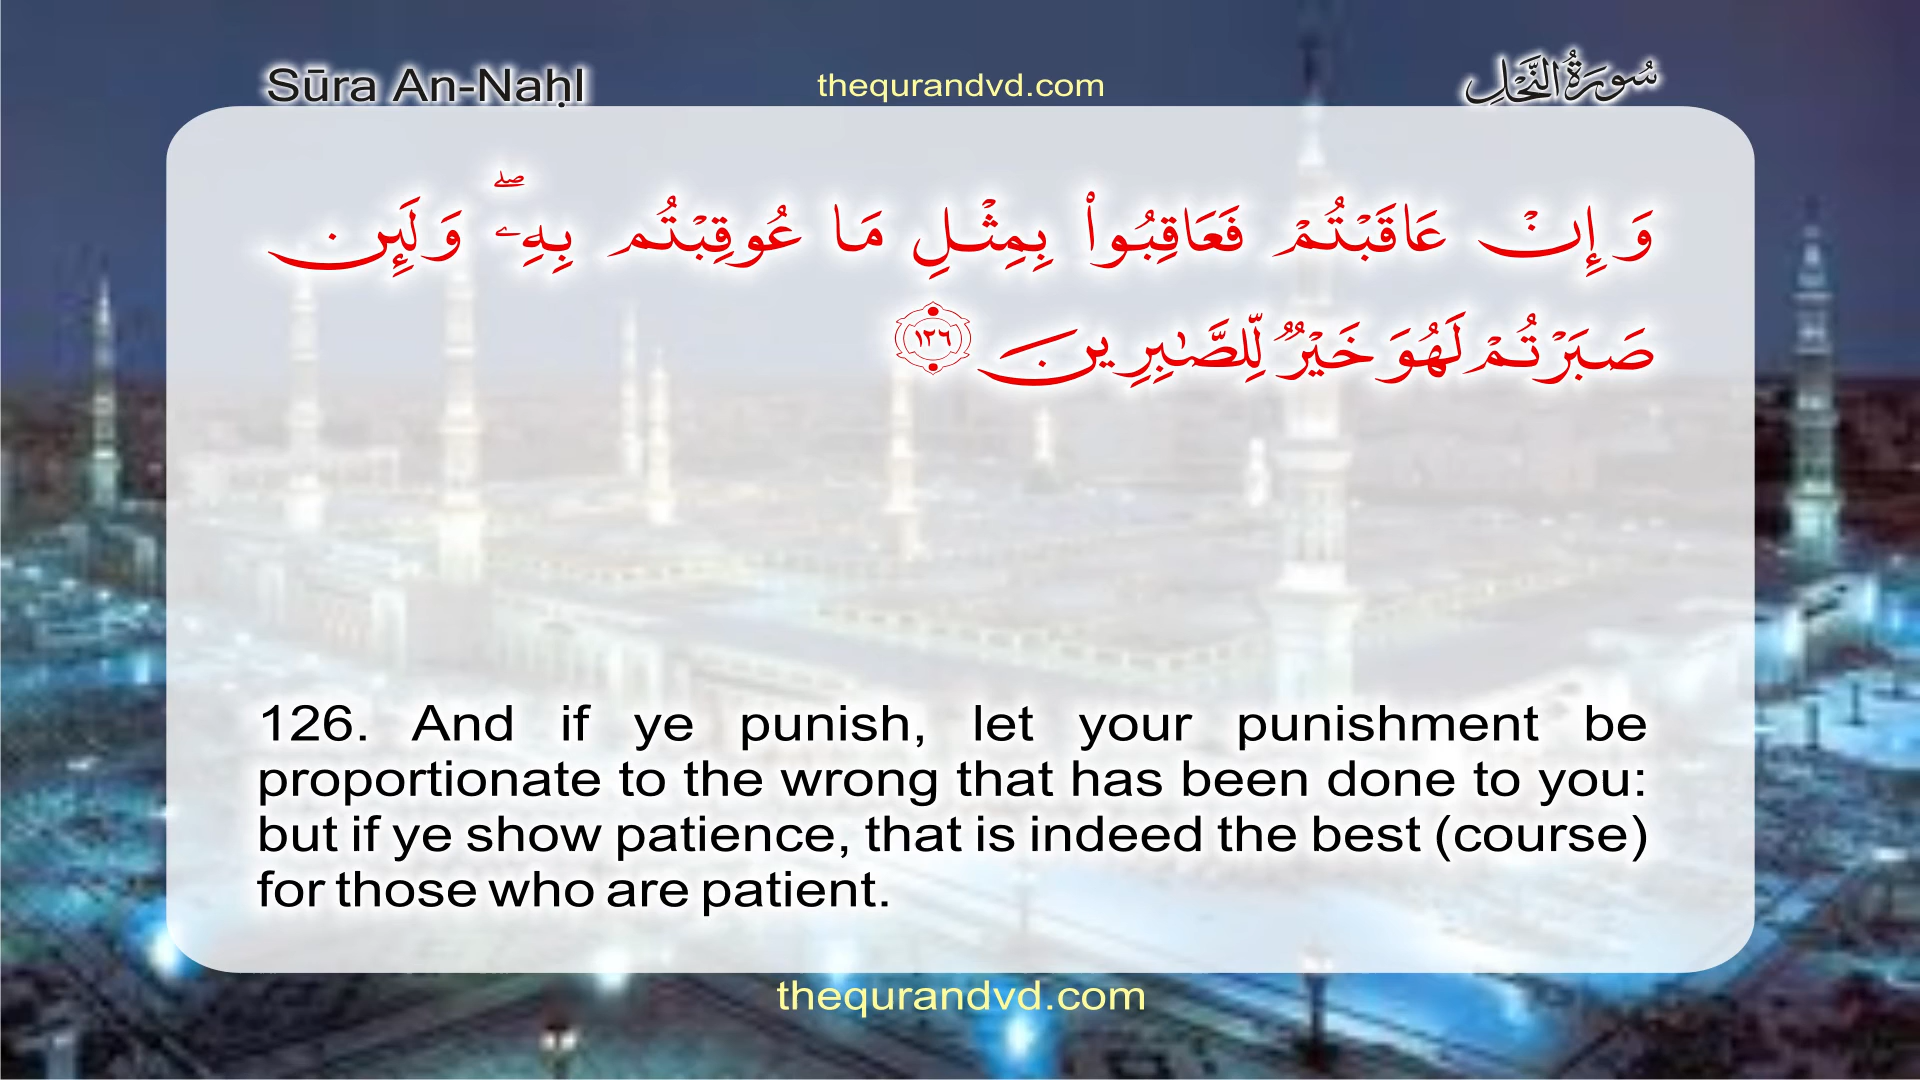 Sūra An-Naḥl
thequrandvd.com
سُورَةُ النَّحْلِ
وَإِنْ عَاقَبْتُمْ فَعَاقِبُوا۟ بِمِثْلِ مَا عُوقِبْتُم بِهِۦ ۖ وَلَئِن
صَبَرْتُمْ لَهُوَ خَيْرٌۭ لِّلصَّـٰبِرِينَ ١٢٦
126. And if ye punish, let your punishment be
proportionate to the wrong that has been done to you:
but if ye show patience, that is indeed the best (course)
for those who are patient.
thequrandvd.com